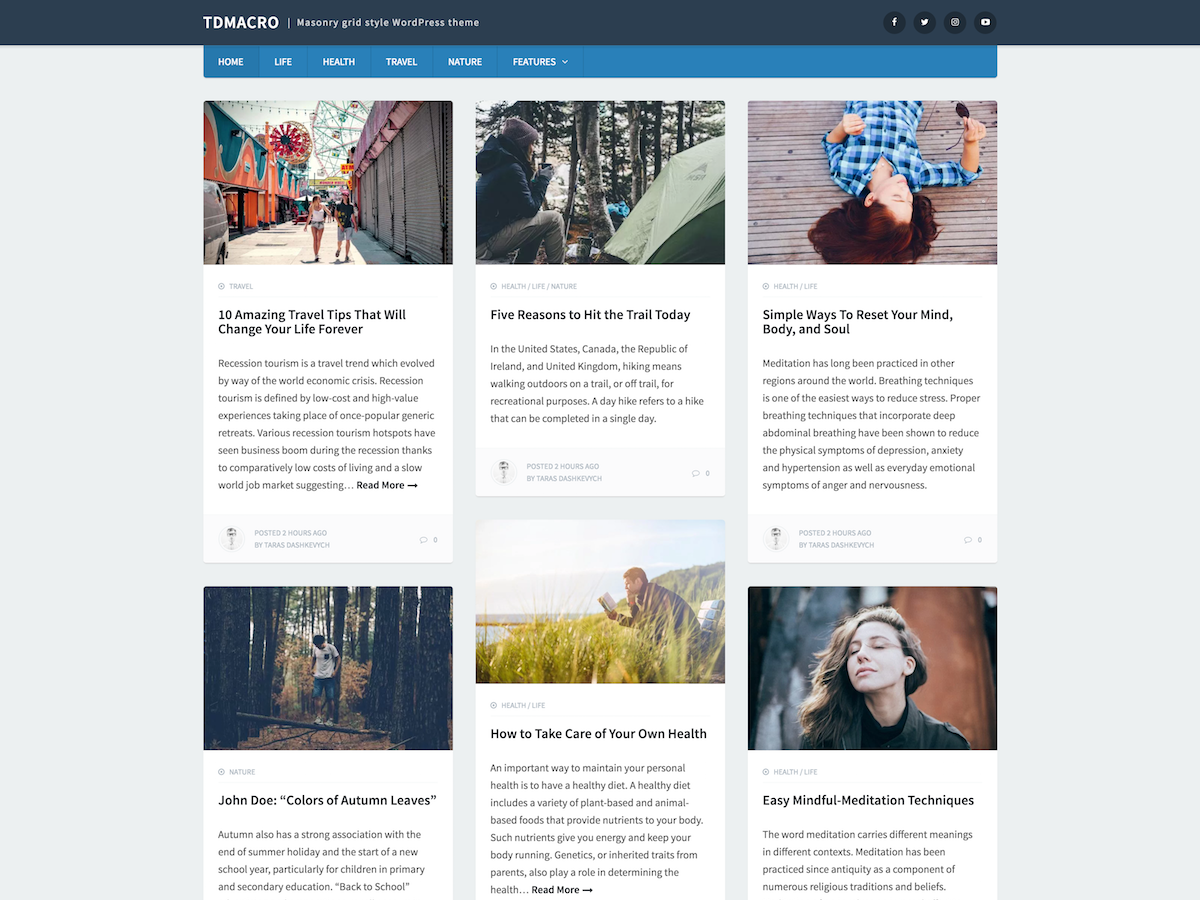 TDMACRO | Masonry grid style WordPress theme
HOME LIFE HEALTH TRAVEL NATURE FEATURES
TRAVEL
10 Amazing Travel Tips That Will
Change Your Life Forever
Recession tourism is a travel trend which evolved
by way of the world economic crisis. Recession
tourism is defined by low-cost and high-value
experiences taking place of once-popular generic
retreats. Various recession tourism hotspots have
seen business boom during the recession thanks
to comparatively low costs of living and a slow
world job market suggesting… Read More →
POSTED 2 HOURS AGO
BY TARAS DASHKEVYCH
0
HEALTH / LIFE / NATURE
Five Reasons to Hit the Trail Today
In the United States, Canada, the Republic of
Ireland, and United Kingdom, hiking means
walking outdoors on a trail, or off trail, for
recreational purposes. A day hike refers to a hike
that can be completed in a single day.
POSTED 2 HOURS AGO
BY TARAS DASHKEVYCH
0
HEALTH / LIFE
Simple Ways To Reset Your Mind,
Body, and Soul
Meditation has long been practiced in other
regions around the world. Breathing techniques
is one of the easiest ways to reduce stress. Proper
breathing techniques that incorporate deep
abdominal breathing have been shown to reduce
the physical symptoms of depression, anxiety
and hypertension as well as everyday emotional
symptoms of anger and nervousness.
POSTED 2 HOURS AGO
BY TARAS DASHKEVYCH
0
NATURE
John Doe: “Colors of Autumn Leaves”
Autumn also has a strong association with the
end of summer holiday and the start of a new
school year, particularly for children in primary
and secondary education. “Back to School”
HEALTH / LIFE
How to Take Care of Your Own Health
An important way to maintain your personal
health is to have a healthy diet. A healthy diet
includes a variety of plant-based and animal-
based foods that provide nutrients to your body.
Such nutrients give you energy and keep your
body running. Genetics, or inherited traits from
parents, also play a role in determining the
health… Read More →
HEALTH / LIFE
Easy Mindful-Meditation Techniques
The word meditation carries different meanings
in different contexts. Meditation has been
practiced since antiquity as a component of
numerous religious traditions and beliefs.